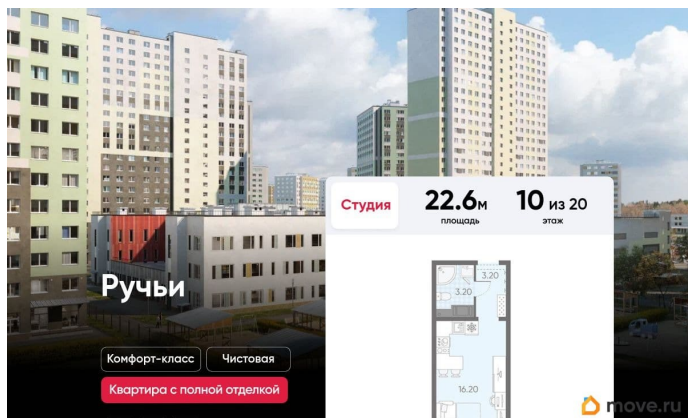 Студия
22.6м
площадь
10 из 20
этаж
3.20
3.20
Ручьи
Комфорт-класс
Чистовая
Квартира с полной отделкой
16.20
move.ru